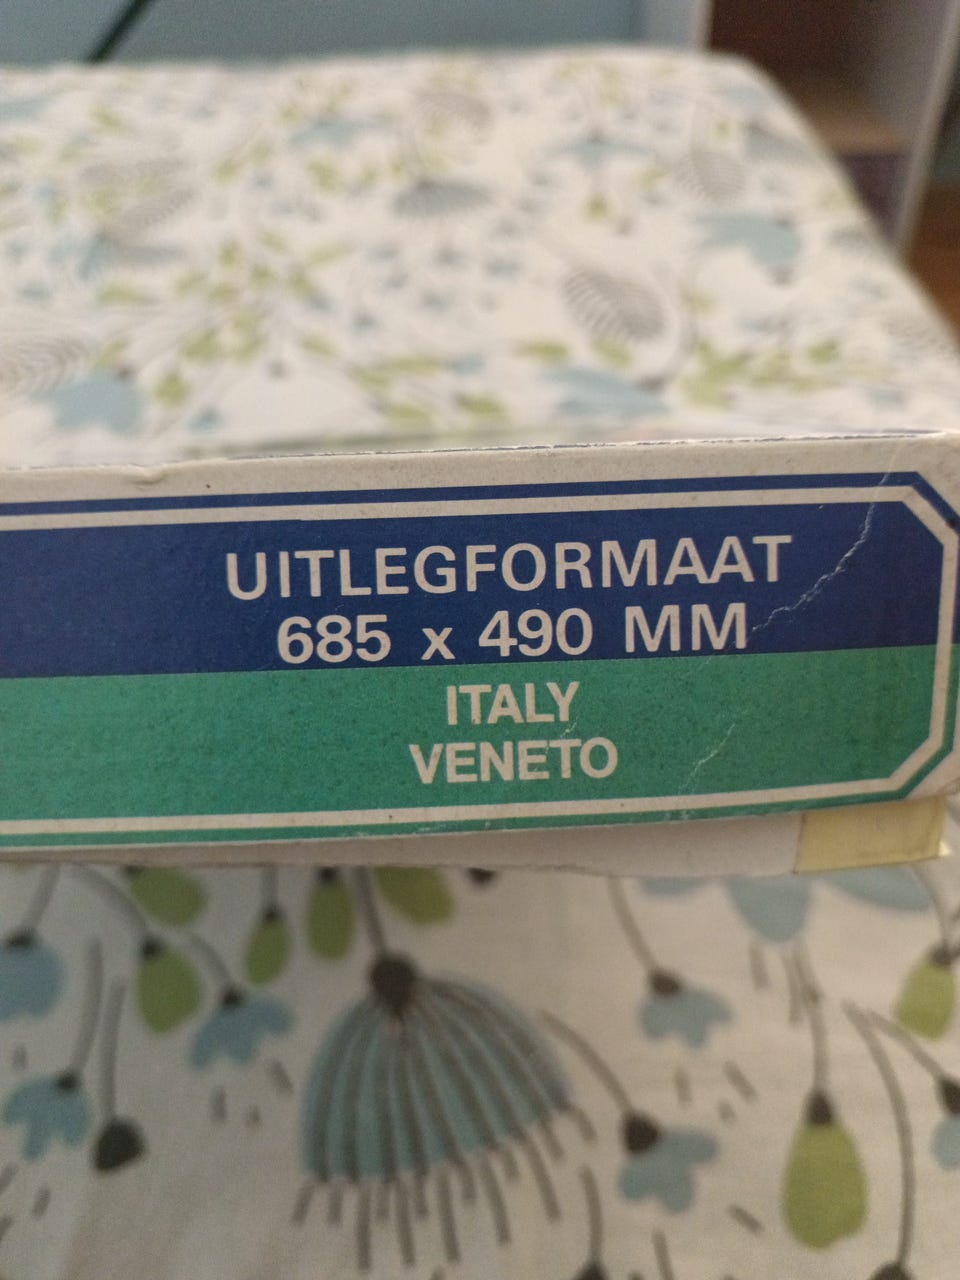 UITLEGFORMAAT
685 x 490 MM
ITALY
VENETO